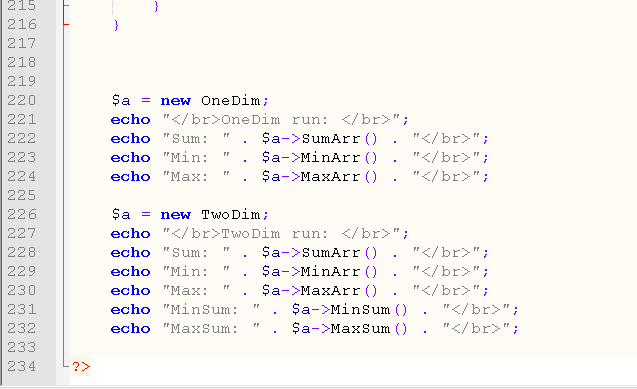 215 }
216 }
217
218
219
220 $a = new OneDim;
221 echo "</br>OneDim run: </br>";
222 echo "Sum: " . $a->SumArr() . "</br>";
223 echo "Min: " . $a->MinArr() . "</br>";
224 echo "Max: " . $a->MaxArr() . "</br>";
225
226 $a = new TwoDim;
227 echo "</br>TwoDim run: </br>";
228 echo "Sum: " . $a->SumArr() . "</br>";
229 echo "Min: " . $a->MinArr() . "</br>";
230 echo "Max: " . $a->MaxArr() . "</br>";
231 echo "MinSum: " . $a->MinSum() . "</br>";
232 echo "MaxSum: " . $a->MaxSum() . "</br>";
233
234 ?>